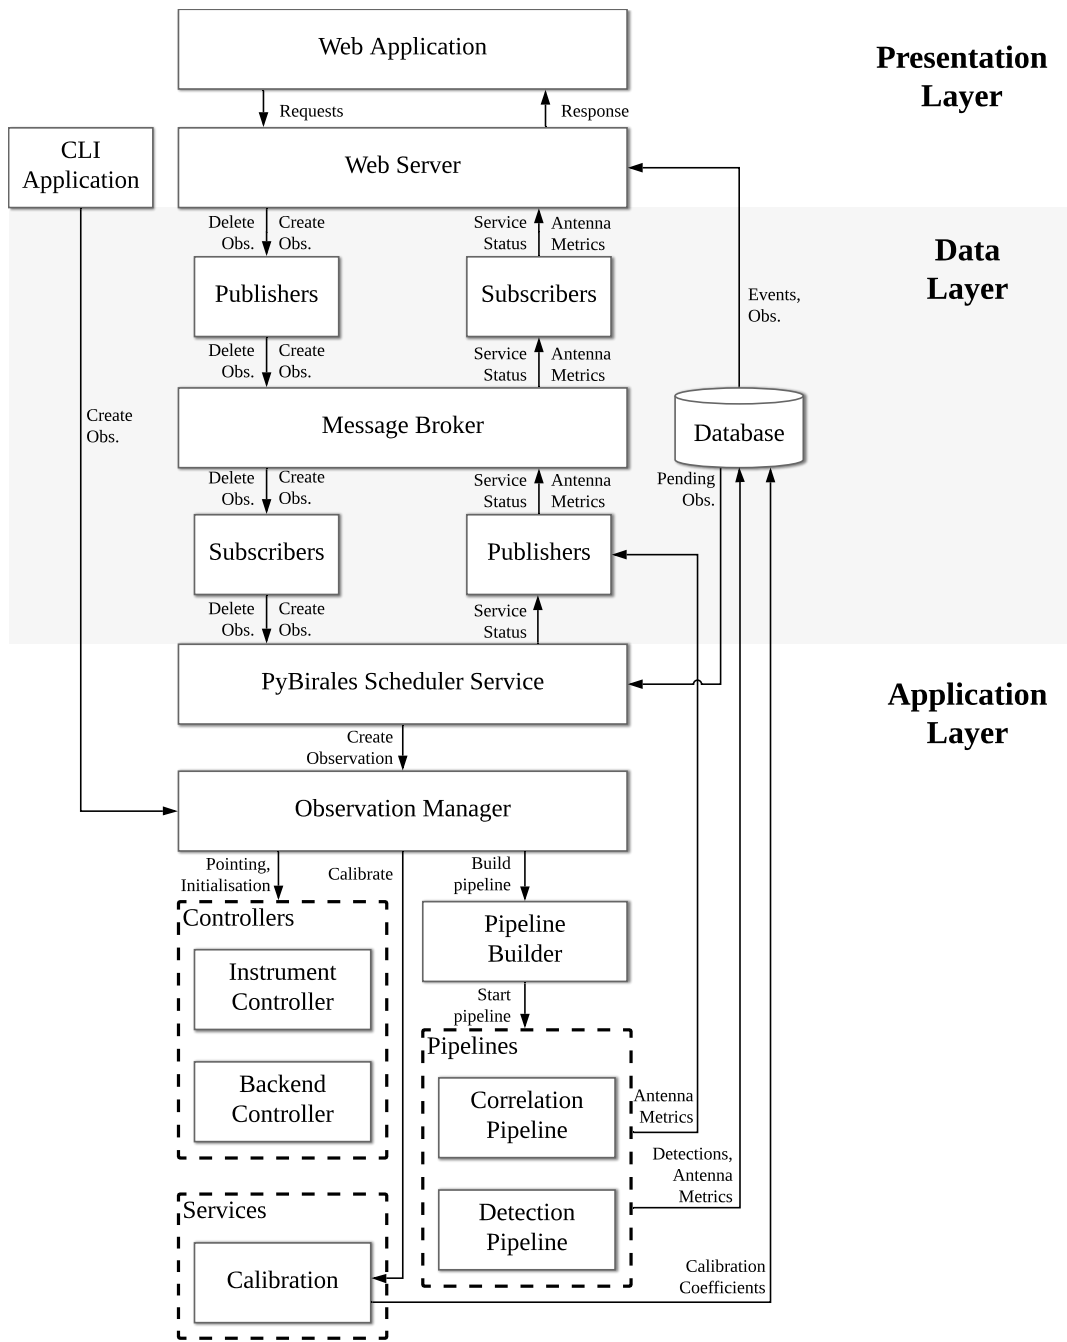 Web Application
Presentation
Layer
Requests
Response
CLI
Application
Web Server
Delete
Obs.
Create
Obs.
Service
Status
Antenna
Metrics
Data
Layer
Publishers
Subscribers
Events,
Obs.
Delete
Obs.
Create
Obs.
Service
Status
Antenna
Metrics
Create
Obs.
Message Broker
Database
Delete
Obs.
Create
Obs.
Service
Status
Antenna
Metrics
Pending
Obs.
Subscribers
Publishers
Delete
Obs.
Create
Obs.
Service
Status
PyBirales Scheduler Service
Application
Layer
Create
Observation
Observation Manager
Pointing,
Initialisation
Calibrate
Build
pipeline
Controllers
Instrument
Controller
Backend
Controller
Pipeline
Builder
Start
pipeline
Pipelines
Correlation
Pipeline
Antenna
Metrics
Detections,
Antenna
Metrics
Detection
Pipeline
Services
Calibration
Calibration
Coefficients